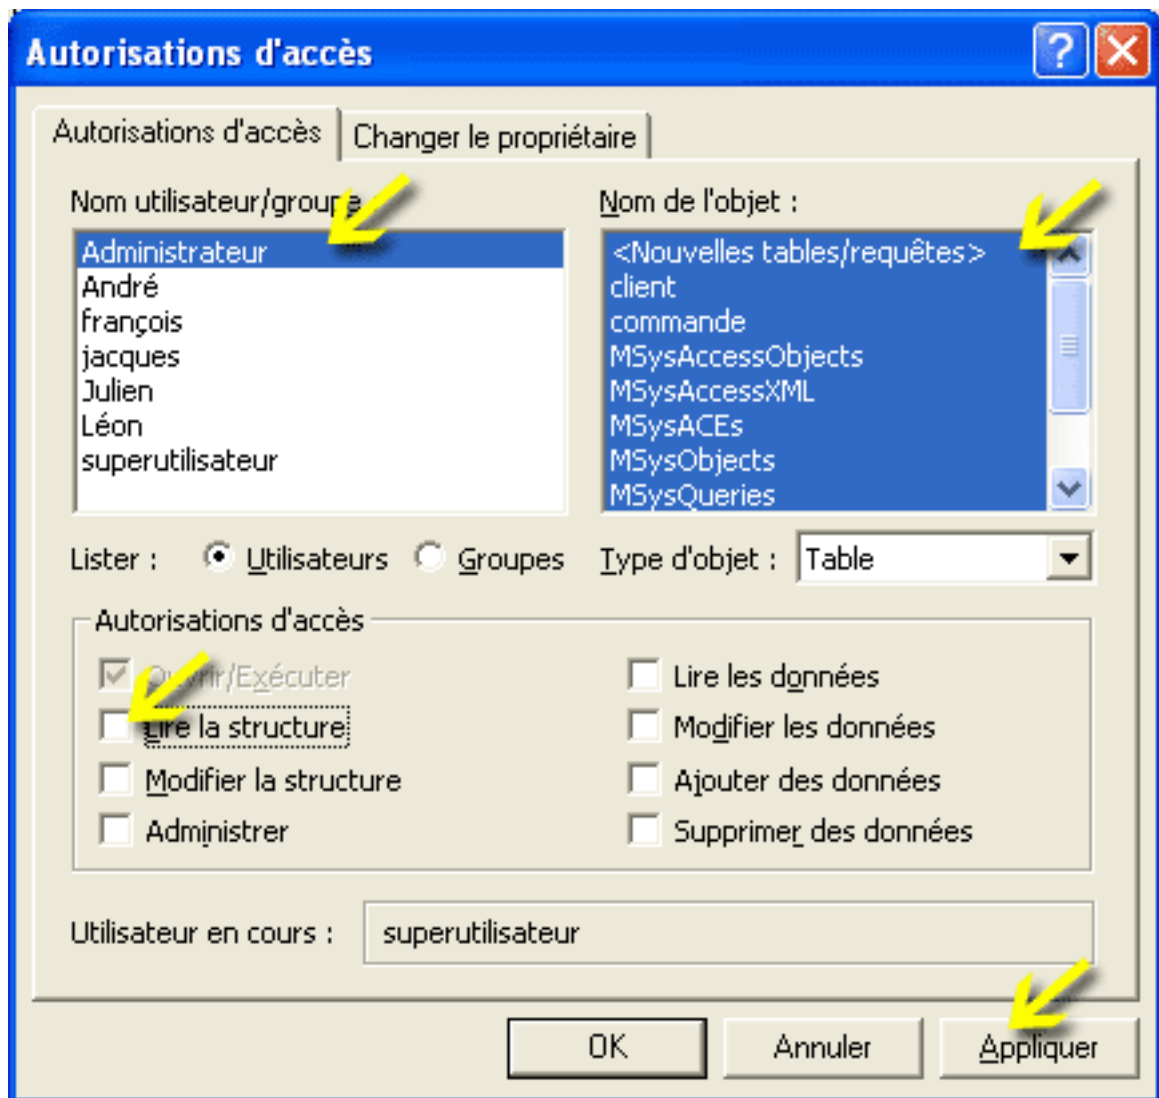 Autorisations d'accès
Autorisations d'accès
Changer le propriétaire
Nom utilisateur/groupe :
Administrateur
André
françois
jacques
Julien
Léon
superutilisateur
Nom de l'objet :
<Nouvelles tables/requêtes>
client
commande
MSysAccessObjects
MSysAccessXML
MSysACEs
MSysObjects
MSysQueries
Lister :
Utilisateurs
Groupes
Type d'objet :
Table
Autorisations d'accès
Ouvrir/Exécuter
Lire la structure
Modifier la structure
Administrer
Lire les données
Modifier les données
Ajouter des données
Supprimer des données
Utilisateur en cours :
superutilisateur
OK
Annuler
Appliquer